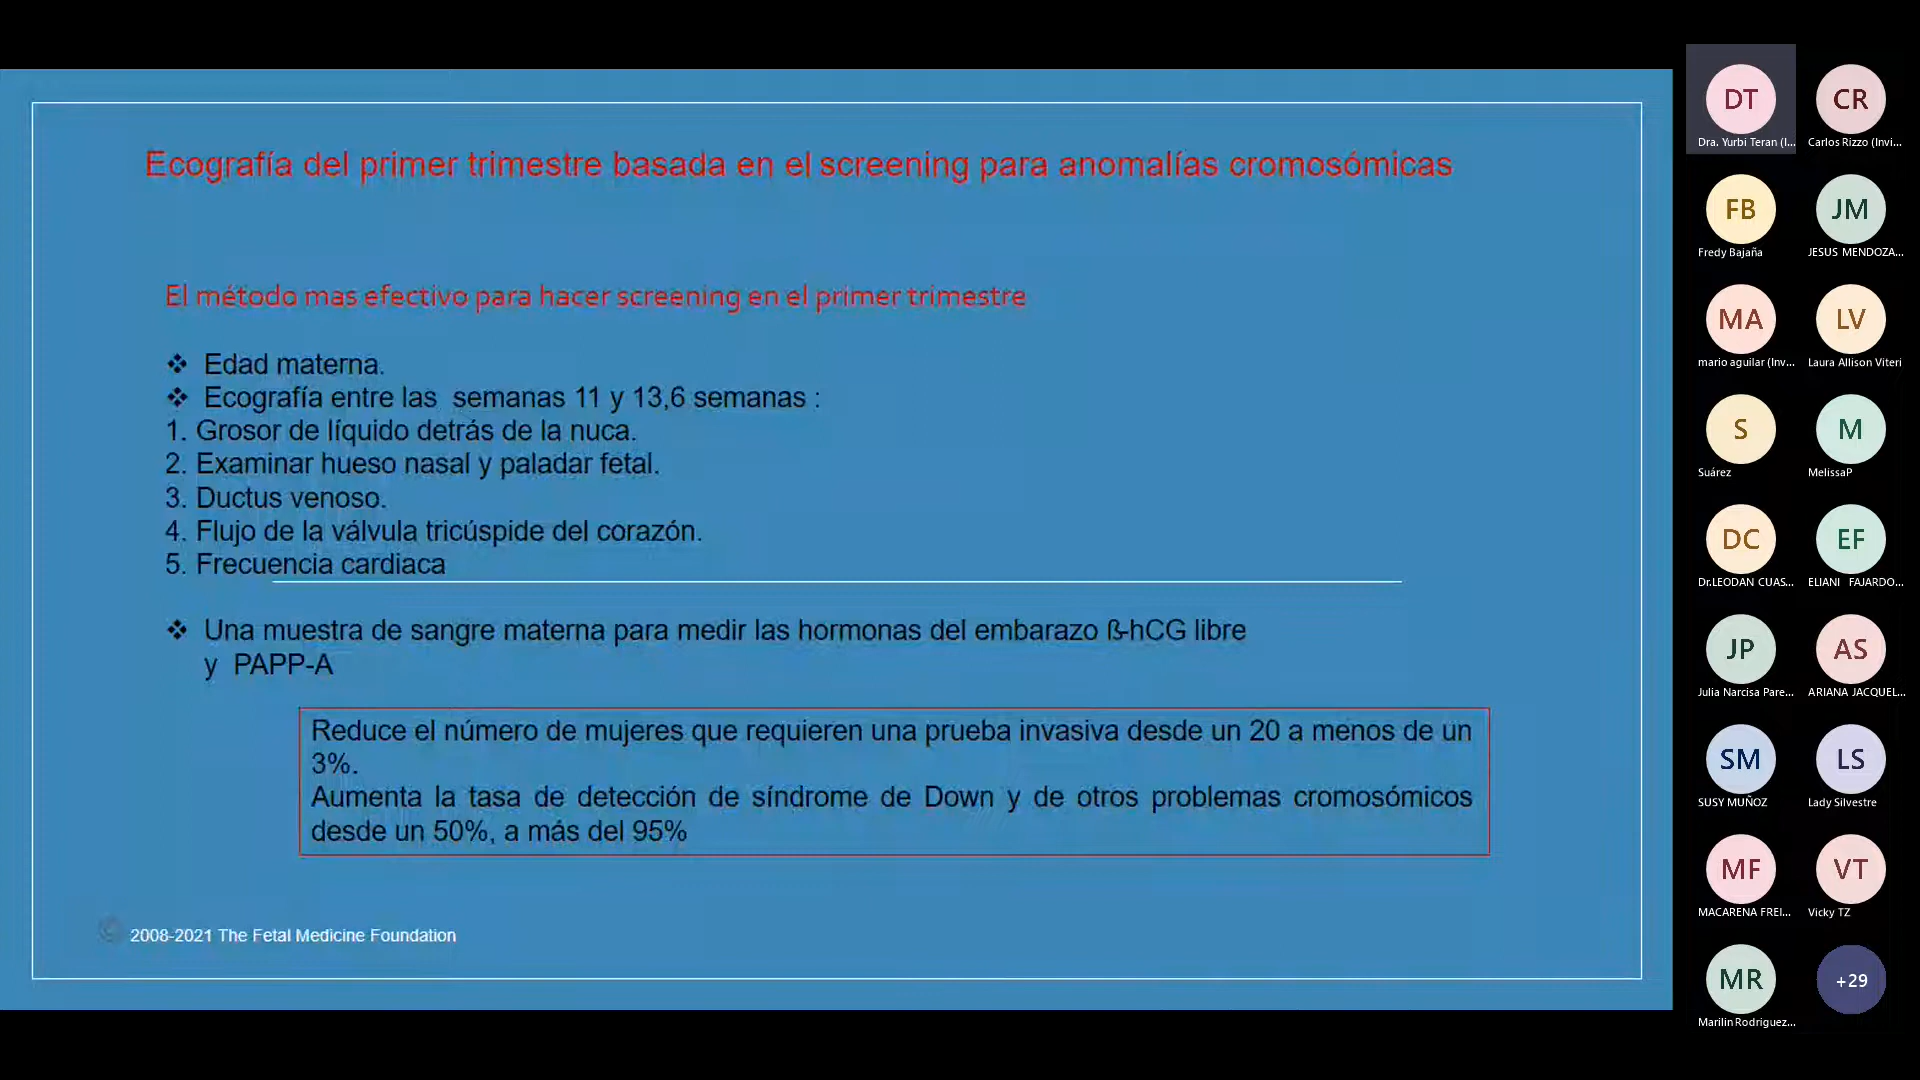 Ecografía del primer trimestre basada en el screening para anomalías cromosómicas
El método mas efectivo para hacer screening en el primer trimestre
❖ Edad materna.
❖ Ecografía entre las semanas 11 y 13,6 semanas :
1. Grosor de líquido detrás de la nuca.
2. Examinar hueso nasal y paladar fetal.
3. Ductus venoso.
4. Flujo de la válvula tricúspide del corazón.
5. Frecuencia cardiaca
❖ Una muestra de sangre materna para medir las hormonas del embarazo ß-hCG libre
y PAPP-A
Reduce el número de mujeres que requieren una prueba invasiva desde un 20 a menos de un
3%.
Aumenta la tasa de detección de síndrome de Down y de otros problemas cromosómicos
desde un 50%, a más del 95%
© 2008-2021 The Fetal Medicine Foundation
DT
Dra. Yurbi Teran (I...
CR
Carlos Rizzo (Invi...
FB
Fredy Bajaña
JM
JESUS MENDOZA...
MA
mario aguilar (Inv...
LV
Laura Allison Viteri
S
Suárez
M
MelissaP
DC
Dr.LEODAN CUAS...
EF
ELIANI FAJARDO...
JP
Julia Narcisa Pare...
AS
ARIANA JACQUEL...
SM
SUSY MUÑOZ
LS
Lady Silvestre
MF
MACARENA FREI...
VT
Vicky TZ
MR
Marilin Rodriguez...
+29